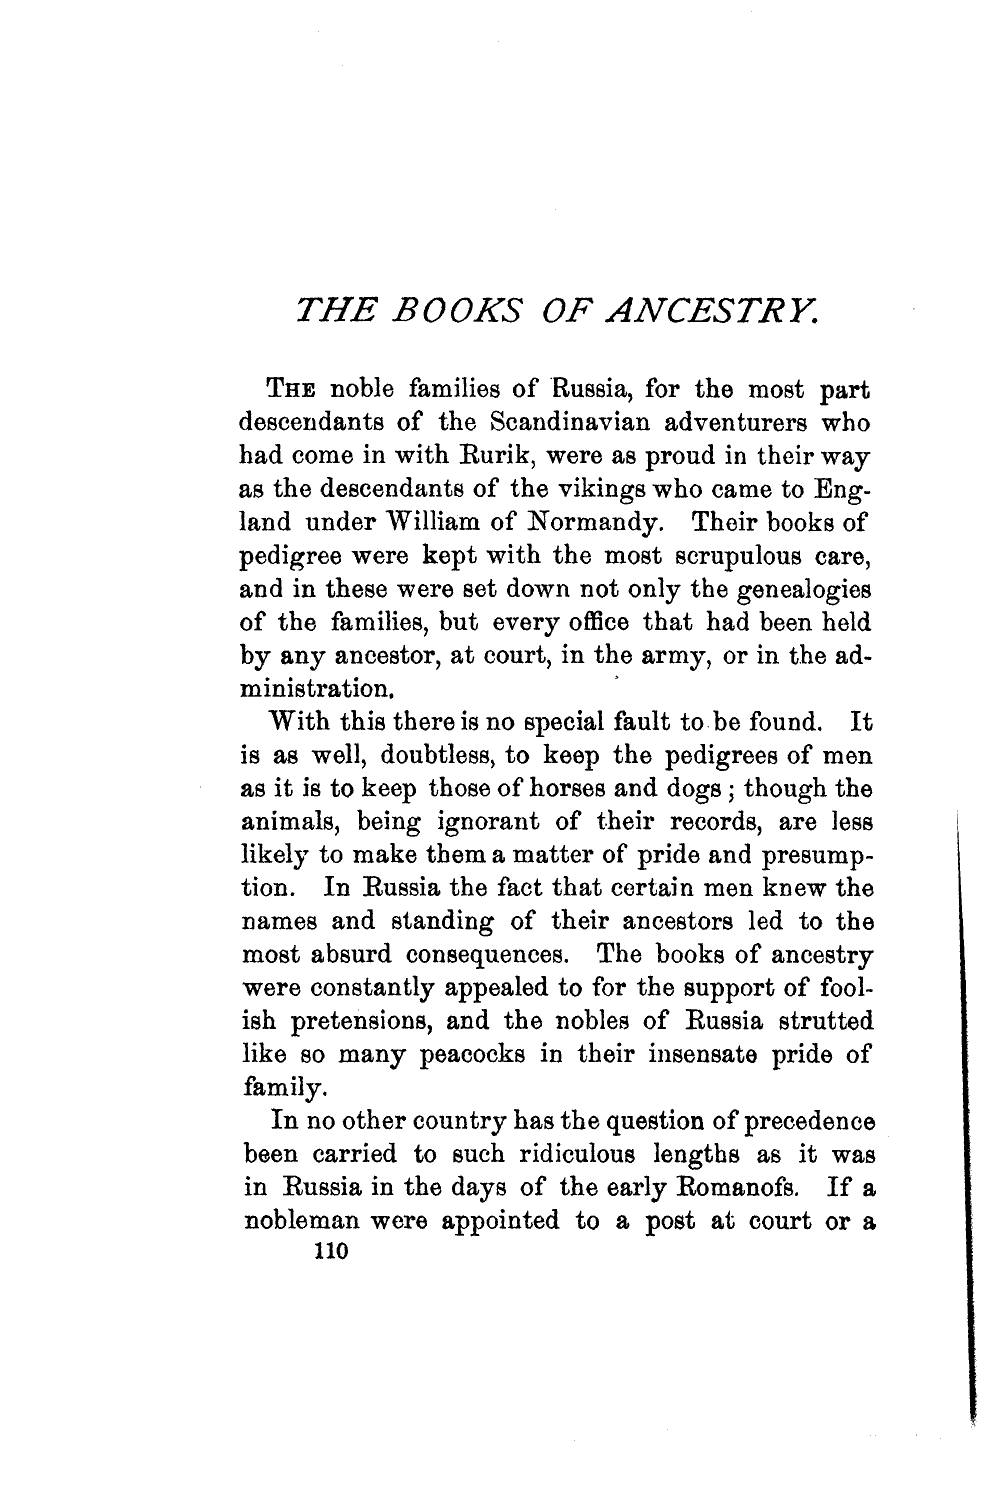 THE BOOKS OF ANCESTRY.
THE noble families of Russia, for the most part
descendants of the Scandinavian adventurers who
had come in with Rurik, were as proud in their way
as the descendants of the vikings who came to Eng-
land under William of Normandy. Their books of
pedigree were kept with the most scrupulous care,
and in these were set down not only the genealogies
of the families, but every office that had been held
by any ancestor, at court, in the army, or in the ad-
ministration.
With this there is no special fault to be found. It
is as well, doubtless, to keep the pedigrees of men
as it is to keep those of horses and dogs; though the
animals, being ignorant of their records, are less
likely to make them a matter of pride and presump-
tion. In Russia the fact that certain men knew the
names and standing of their ancestors led to the
most absurd consequences. The books of ancestry
were constantly appealed to for the support of fool-
ish pretensions, and the nobles of Russia strutted
like so many peacocks in their insensate pride of
family.
In no other country has the question of precedence
been carried to such ridiculous lengths as it was
in Russia in the days of the early Romanofs. If a
nobleman were appointed to a post at court or a
110